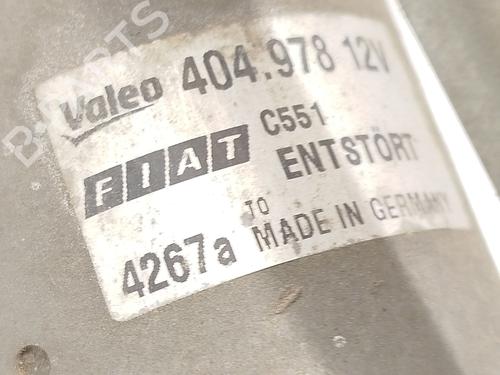 Valeo 404.978 12V
FIAT C551
ENTSTÖRT
TO
4267a MADE IN GERMANY